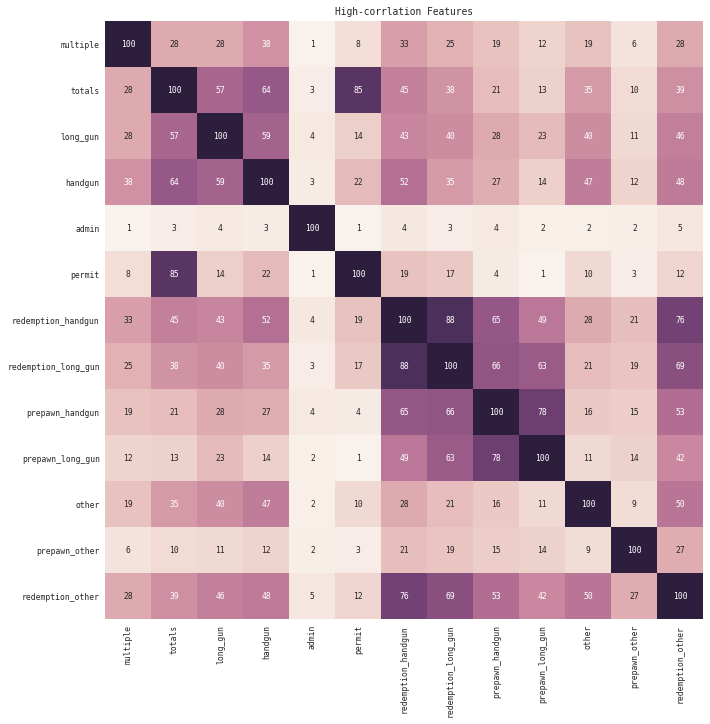 High-corrlation Features
multiple 100 28 28 38 1 8 33 25 19 12 19 6 28
totals 28 100 57 64 3 85 45 38 21 13 35 10 39
long_gun 28 57 100 59 4 14 43 40 28 23 40 11 46
handgun 38 64 59 100 3 22 52 35 27 14 47 12 48
admin 1 3 4 3 100 1 4 3 4 2 2 2 5
permit 8 85 14 22 1 100 19 17 4 1 10 3 12
redemption_handgun 33 45 43 52 4 19 100 88 65 49 28 21 76
redemption_long_gun 25 38 40 35 3 17 88 100 66 63 21 19 69
prepawn_handgun 19 21 28 27 4 4 65 66 100 78 16 15 53
prepawn_long_gun 12 13 23 14 2 1 49 63 78 100 11 14 42
other 19 35 40 47 2 10 28 21 16 11 100 9 50
prepawn_other 6 10 11 12 2 3 21 19 15 14 9 100 27
redemption_other 28 39 46 48 5 12 76 69 53 42 50 27 100
multiple totals long_gun handgun admin permit redemption_handgun redemption_long_gun prepawn_handgun prepawn_long_gun other prepawn_other redemption_other